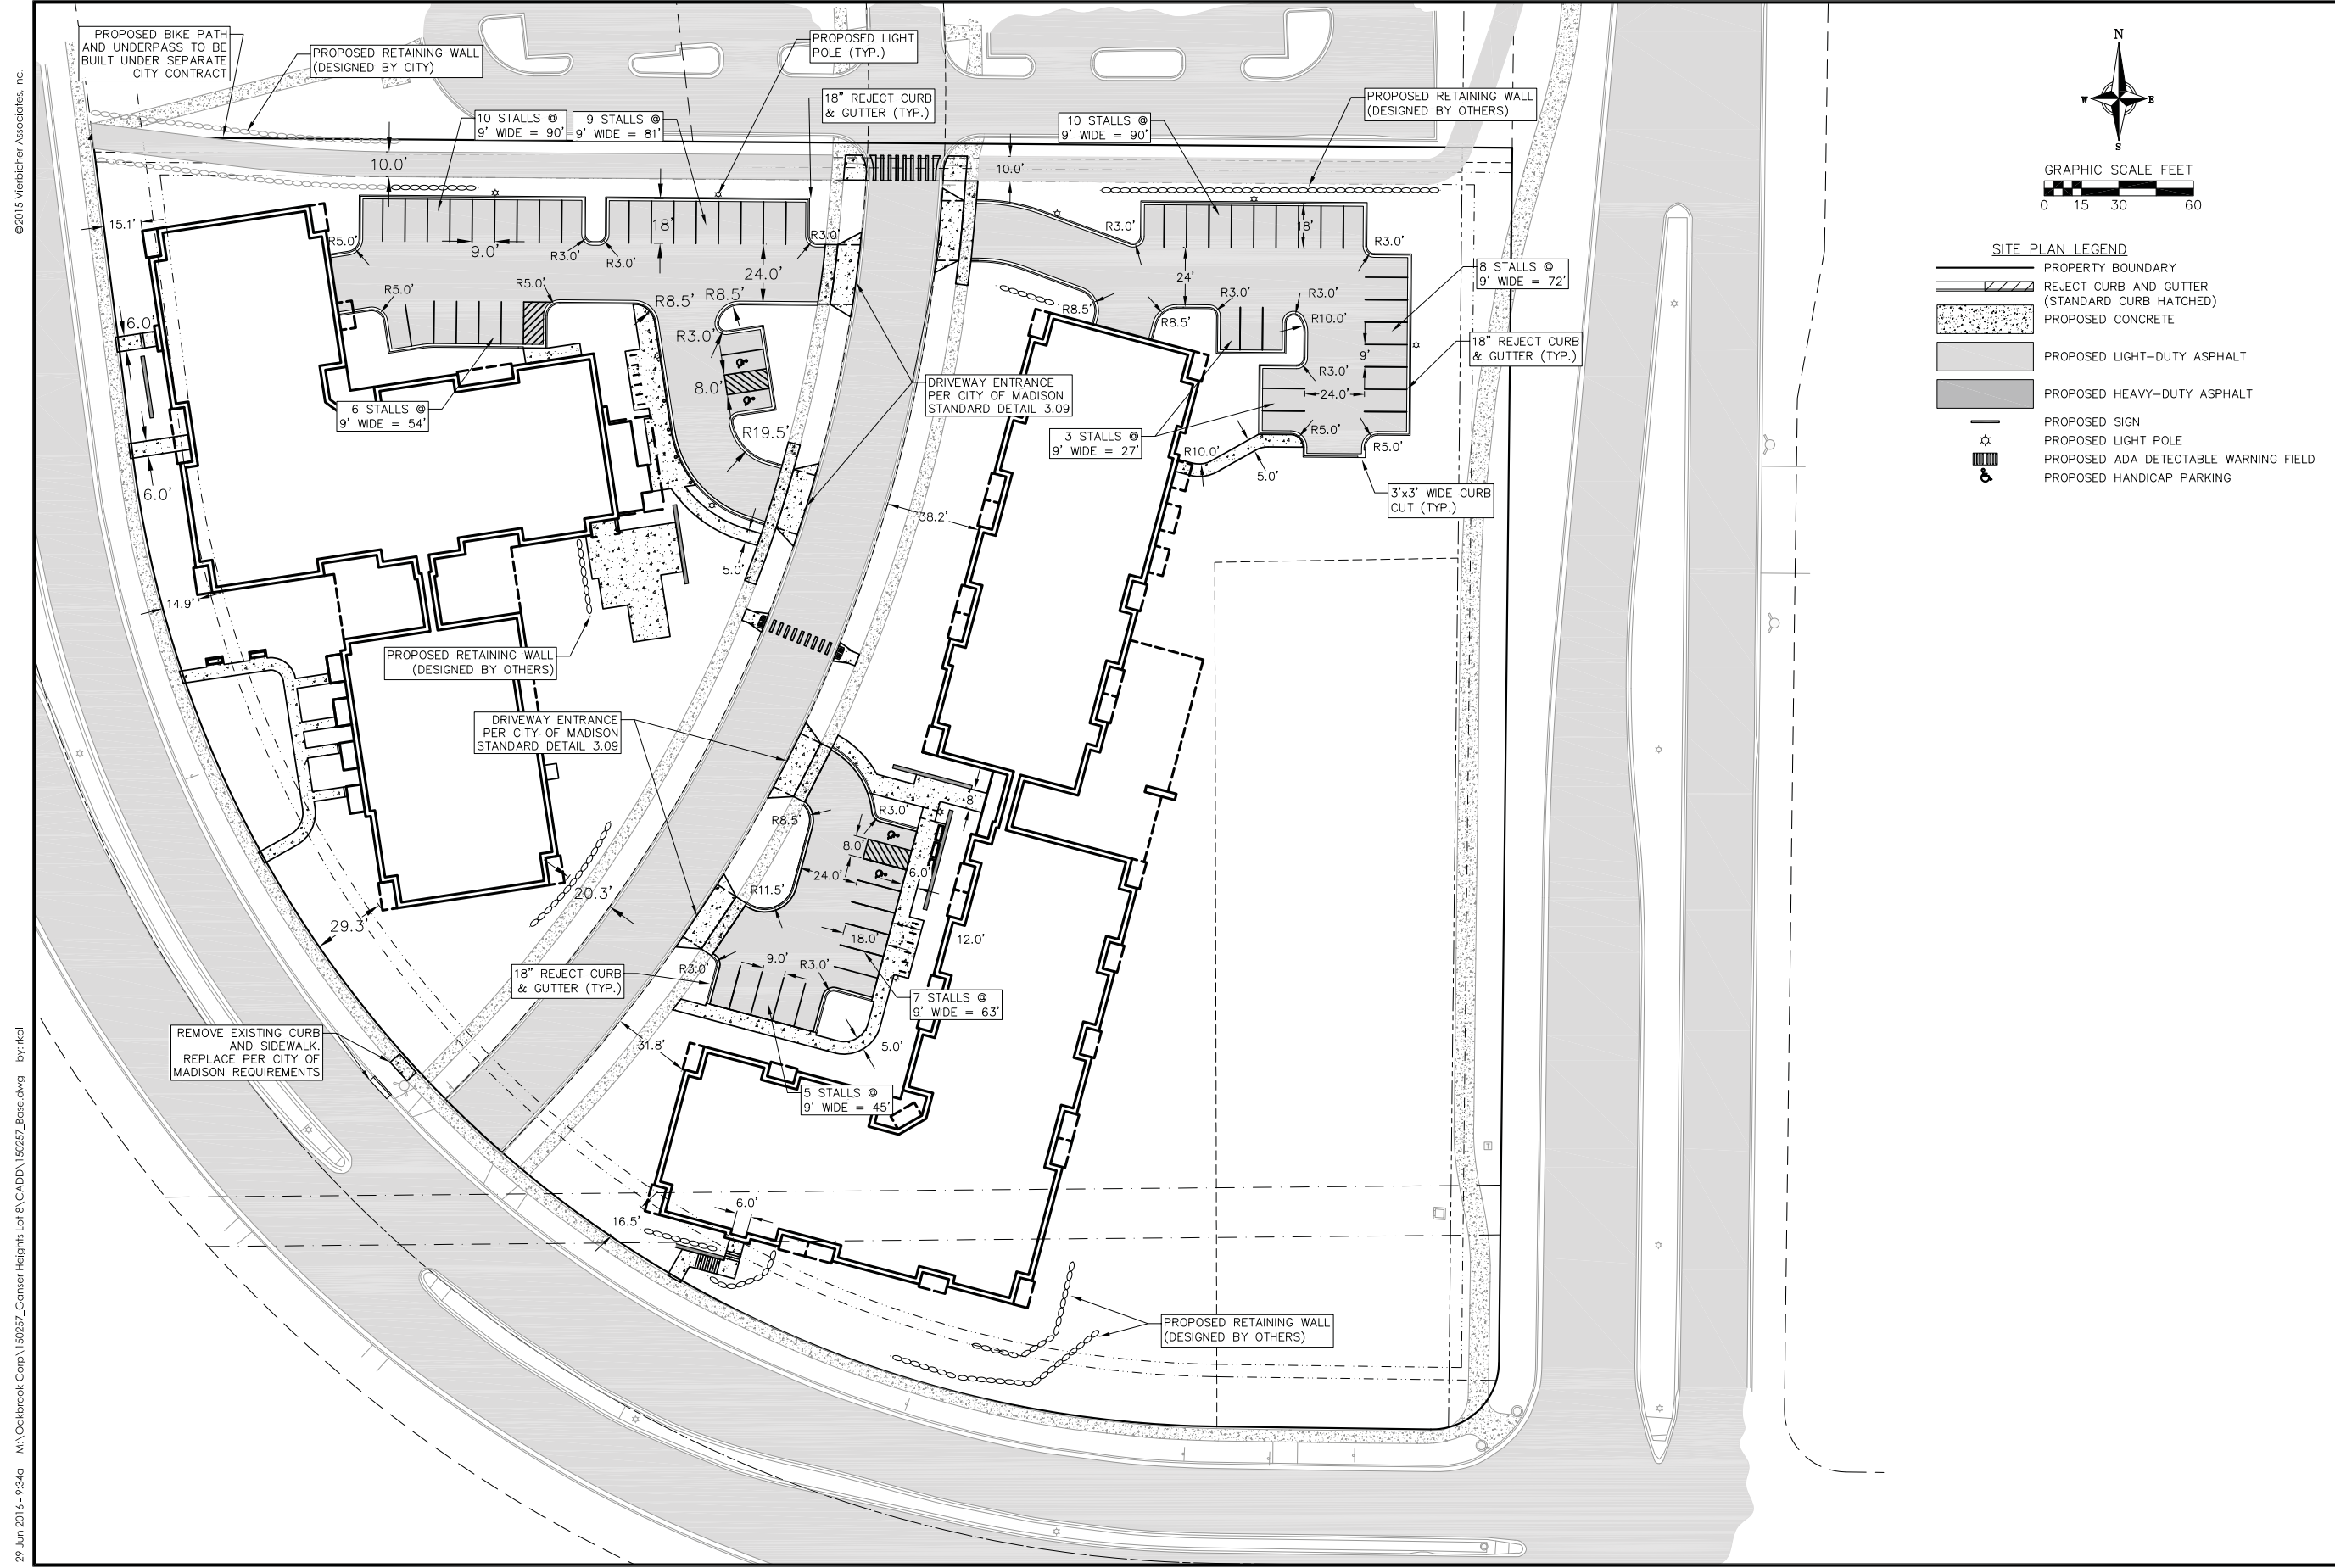 ©2015 Vierbicher Associates, Inc.
29 Jun 2016 - 9:34a M:\Oakbrook Corp\150257_Ganser Heights Lot 8\CADD\150257_Base.dwg by: rkol
PROPOSED BIKE PATH
AND UNDERPASS TO BE
BUILT UNDER SEPARATE
CITY CONTRACT
PROPOSED RETAINING WALL
(DESIGNED BY CITY)
PROPOSED LIGHT
POLE (TYP.)
18" REJECT CURB
& GUTTER (TYP.)
10 STALLS @
9' WIDE = 90'
9 STALLS @
9' WIDE = 81'
10 STALLS @
9' WIDE = 90'
PROPOSED RETAINING WALL
(DESIGNED BY OTHERS)
10.0'
10.0'
15.1'
R5.0'
9.0'
R3.0'
R3.0'
18'
R3.0'
24.0'
R5.0'
R5.0'
R8.5'
R8.5'
R3.0'
8.0'
R19.5'
6.0'
6.0'
6 STALLS @
9' WIDE = 54'
R3.0'
18'
R3.0'
24'
R8.5'
R8.5'
R3.0'
R3.0'
R10.0'
8 STALLS @
9' WIDE = 72'
18" REJECT CURB
& GUTTER (TYP.)
9'
R3.0'
24.0'
R5.0'
R5.0'
3 STALLS @
9' WIDE = 27'
R10.0'
5.0'
3'x3' WIDE CURB
CUT (TYP.)
DRIVEWAY ENTRANCE
PER CITY OF MADISON
STANDARD DETAIL 3.09
38.2'
5.0'
14.9'
PROPOSED RETAINING WALL
(DESIGNED BY OTHERS)
DRIVEWAY ENTRANCE
PER CITY OF MADISON
STANDARD DETAIL 3.09
8'
R3.0'
R8.5'
8.0'
24.0'
6.0'
R11.5'
20.3'
29.3'
18.0'
12.0'
9.0'
R3.0'
R3.0'
18" REJECT CURB
& GUTTER (TYP.)
7 STALLS @
9' WIDE = 63'
REMOVE EXISTING CURB
AND SIDEWALK.
REPLACE PER CITY OF
MADISON REQUIREMENTS
31.8'
5.0'
5 STALLS @
9' WIDE = 45'
6.0'
16.5'
PROPOSED RETAINING WALL
(DESIGNED BY OTHERS)
N
W E
S
GRAPHIC SCALE FEET
0 15 30 60
SITE PLAN LEGEND
PROPERTY BOUNDARY
REJECT CURB AND GUTTER
(STANDARD CURB HATCHED)
PROPOSED CONCRETE
PROPOSED LIGHT-DUTY ASPHALT
PROPOSED HEAVY-DUTY ASPHALT
PROPOSED SIGN
PROPOSED LIGHT POLE
PROPOSED ADA DETECTABLE WARNING FIELD
PROPOSED HANDICAP PARKING